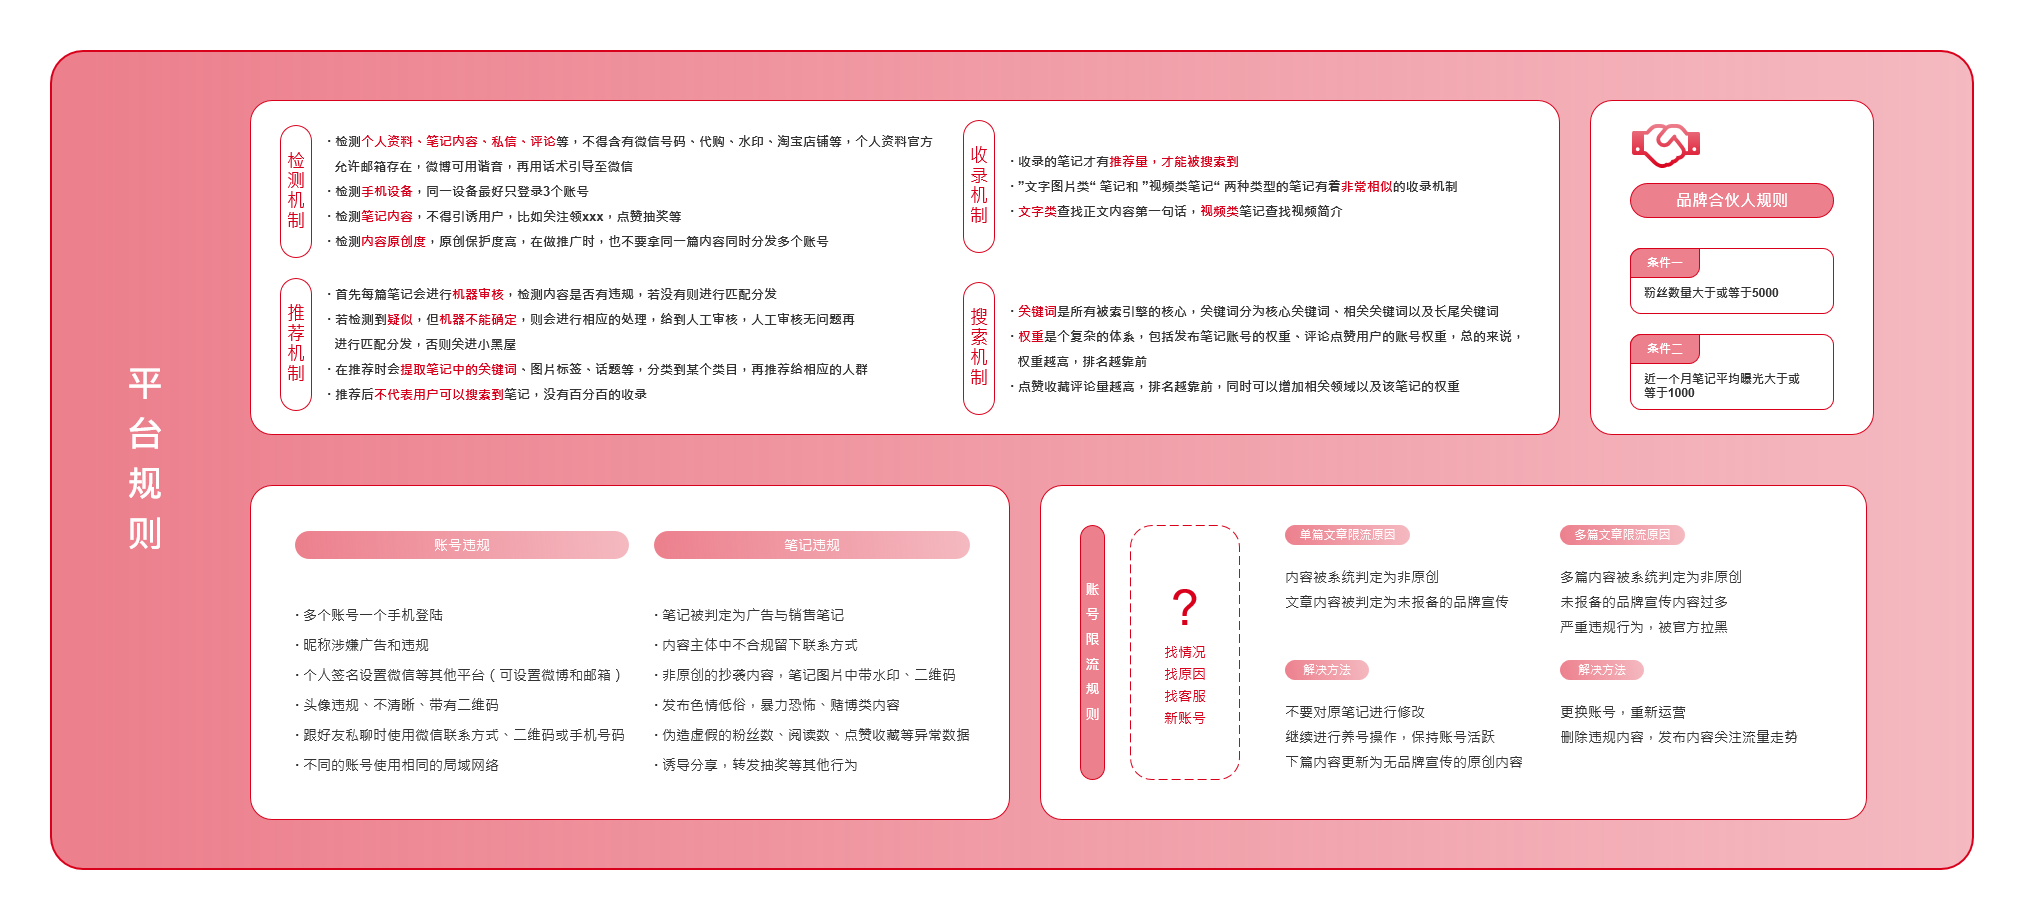 平台规则
检测机制
· 检测个人资料、笔记内容、私信、评论等，不得含有微信号码、代购、水印、淘宝店铺等，个人资料官方
允许邮箱存在，微博可用谐音，再用话术引导至微信
· 检测手机设备，同一设备最好只登录3个账号
· 检测笔记内容，不得引诱用户，比如关注领xxx，点赞抽奖等
· 检测内容原创度，原创保护度高，在做推广时，也不要拿同一篇内容同时分发多个账号
推荐机制
· 首先每篇笔记会进行机器审核，检测内容是否有违规，若没有则进行匹配分发
· 若检测到疑似，但机器不能确定，则会进行相应的处理，给到人工审核，人工审核无问题再
进行匹配分发，否则关进小黑屋
· 在推荐时会提取笔记中的关键词、图片标签、话题等，分类到某个类目，再推荐给相应的人群
· 推荐后不代表用户可以搜索到笔记，没有百分百的收录
收录机制
· 收录的笔记才有推荐量，才能被搜索到
· ”文字图片类“ 笔记和 ”视频类笔记“ 两种类型的笔记有着非常相似的收录机制
· 文字类查找正文内容第一句话，视频类笔记查找视频简介
搜索机制
· 关键词是所有被索引擎的核心，关键词分为核心关键词、相关关键词以及长尾关键词
· 权重是个复杂的体系，包括发布笔记账号的权重、评论点赞用户的账号权重，总的来说，
权重越高，排名越靠前
· 点赞收藏评论量越高，排名越靠前，同时可以增加相关领域以及该笔记的权重
品牌合伙人规则
条件一
粉丝数量大于或等于5000
条件二
近一个月笔记平均曝光大于或
等于1000
账号违规
· 多个账号一个手机登陆
· 昵称涉嫌广告和违规
· 个人签名设置微信等其他平台（可设置微博和邮箱）
· 头像违规、不清晰、带有二维码
· 跟好友私聊时使用微信联系方式、二维码或手机号码
· 不同的账号使用相同的局域网络
笔记违规
· 笔记被判定为广告与销售笔记
· 内容主体中不合规留下联系方式
· 非原创的抄袭内容，笔记图片中带水印、二维码
· 发布色情低俗，暴力恐怖、赌博类内容
· 伪造虚假的粉丝数、阅读数、点赞收藏等异常数据
· 诱导分享，转发抽奖等其他行为
账号限流规则
?
找情况
找原因
找客服
新账号
单篇文章限流原因
内容被系统判定为非原创
文章内容被判定为未报备的品牌宣传
解决方法
不要对原笔记进行修改
继续进行养号操作，保持账号活跃
下篇内容更新为无品牌宣传的原创内容
多篇文章限流原因
多篇内容被系统判定为非原创
未报备的品牌宣传内容过多
严重违规行为，被官方拉黑
解决方法
更换账号，重新运营
删除违规内容，发布内容关注流量走势